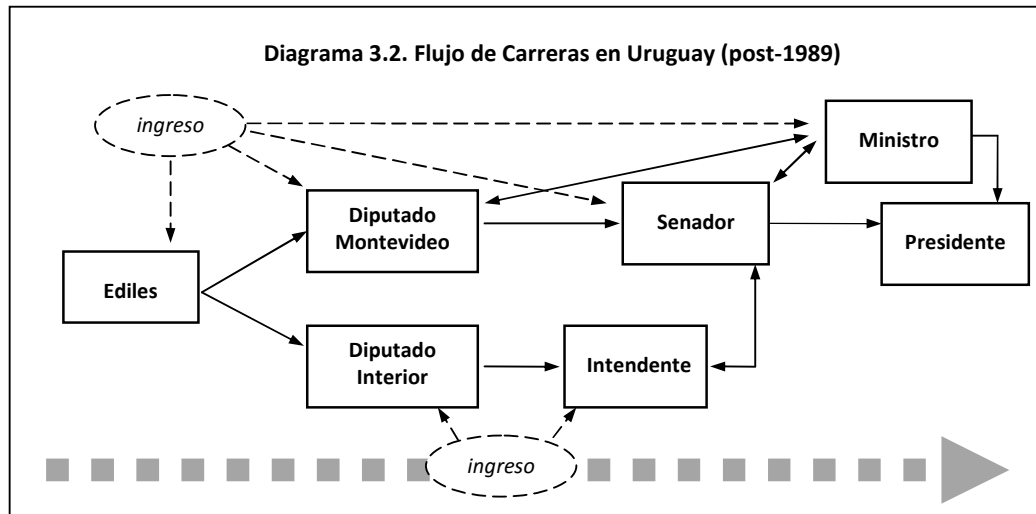 Diagrama 3.2. Flujo de Carreras en Uruguay (post-1989)
ingreso
Ministro
Diputado
Montevideo
Senador
Presidente
Ediles
Diputado
Interior
Intendente
ingreso